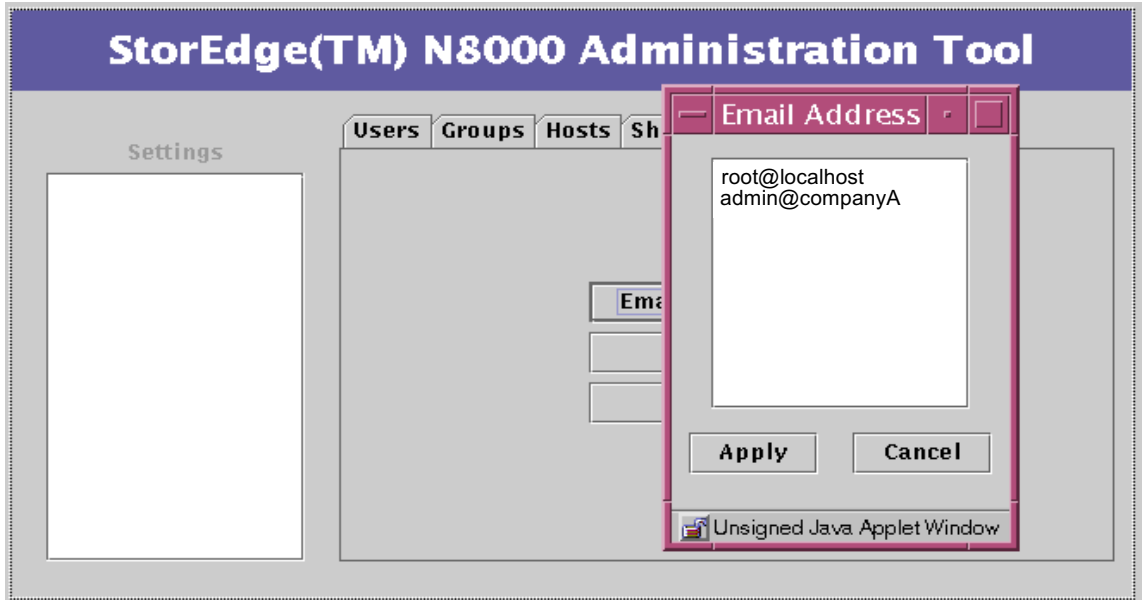 StorEdge(TM) N8000 Administration Tool
Settings
Users Groups Hosts Sh
Ema
Email Address
root@localhost
admin@companyA
Apply Cancel
Unsigned Java Applet Window